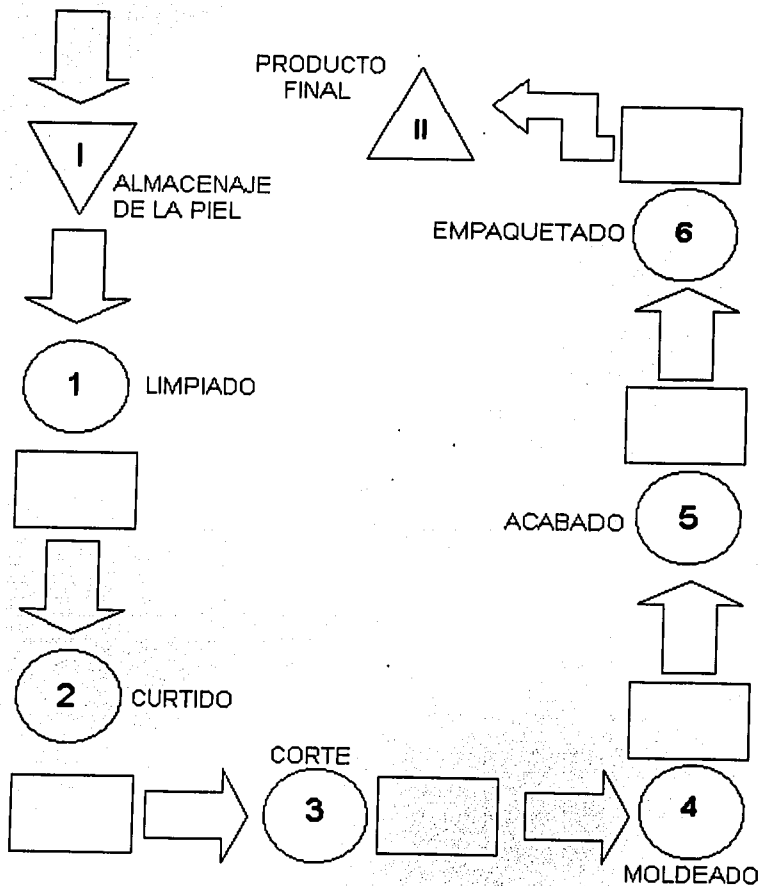 I
ALMACENAJE
DE LA PIEL
1
LIMPIADO
2
CURTIDO
CORTE
3
4
MOLDEADO
5
ACABADO
6
EMPAQUETADO
PRODUCTO
FINAL
II